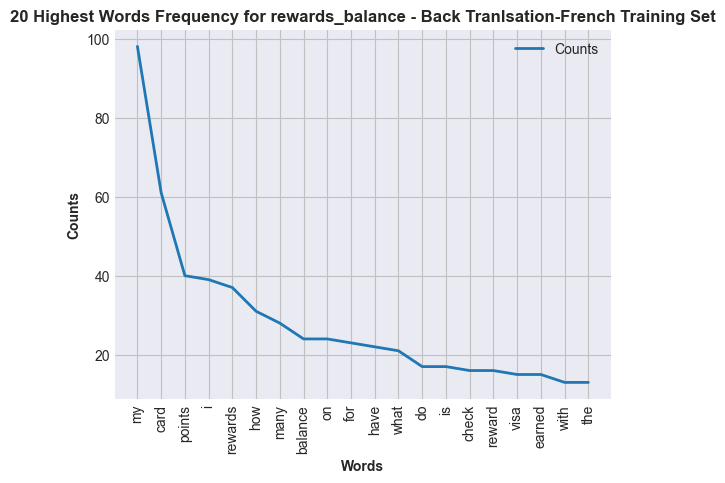 20 Highest Words Frequency for rewards_balance - Back Tranlsation-French Training Set
Counts
100
80
60
40
20
Counts
my
card
points
i
rewards
how
many
balance
on
for
have
what
do
is
check
reward
visa
earned
with
the
Words